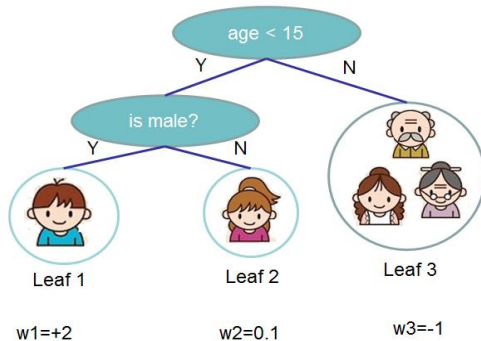 age < 15
Y
N
is male?
Y
N
Leaf 1
Leaf 2
Leaf 3
w1=+2
w2=0.1
w3=-1